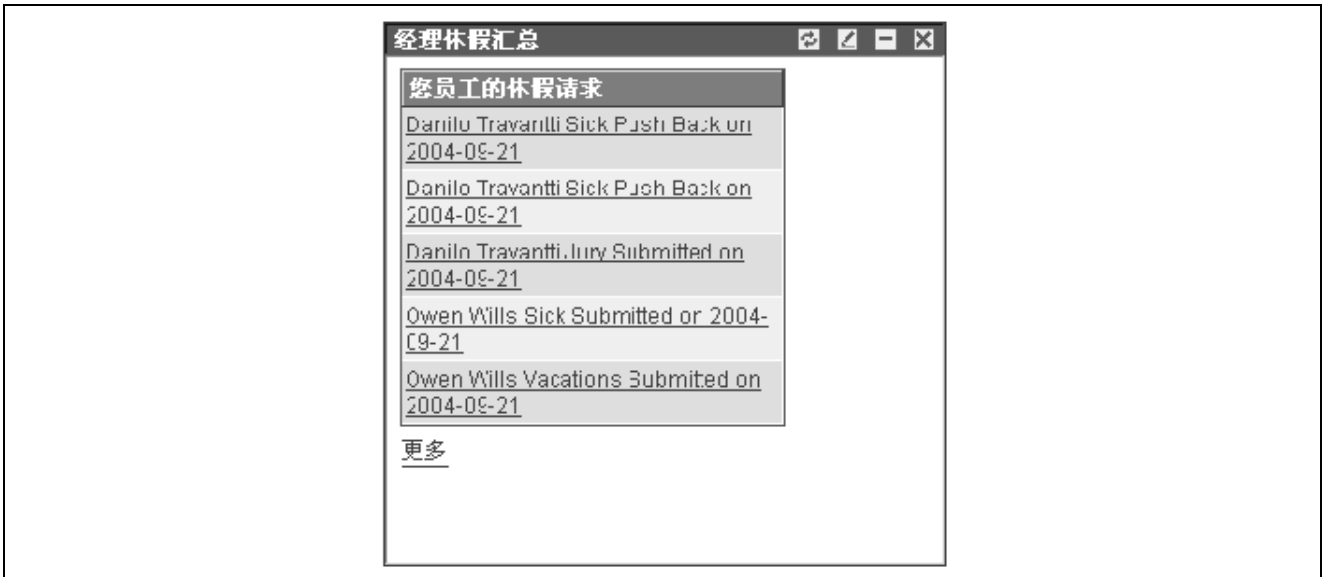 经理休假汇总
您员工的休假请求
Danilo Travantti Sick Push Back on
2004-09-21
Danilo Travantti Sick Push Back on
2004-09-21
Danilo Travantti Jury Submitted on
2004-09-21
Owen Wills Sick Submitted on 2004-
09-21
Owen Wills Vacations Submitted on
2004-09-21
更多